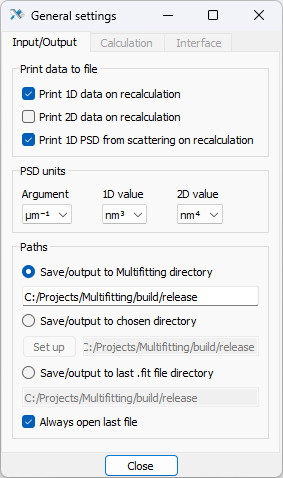 General settings
Input/Output Calculation Interface
Print data to file
Print 1D data on recalculation
Print 2D data on recalculation
Print 1D PSD from scattering on recalculation
PSD units
Argument 1D value 2D value
µm⁻¹ nm³ nm⁴
Paths
Save/output to Multifitting directory
C:/Projects/Multifitting/build/release
Save/output to chosen directory
Set up C:/Projects/Multifitting/build/release
Save/output to last .fit file directory
C:/Projects/Multifitting/build/release
Always open last file
Close